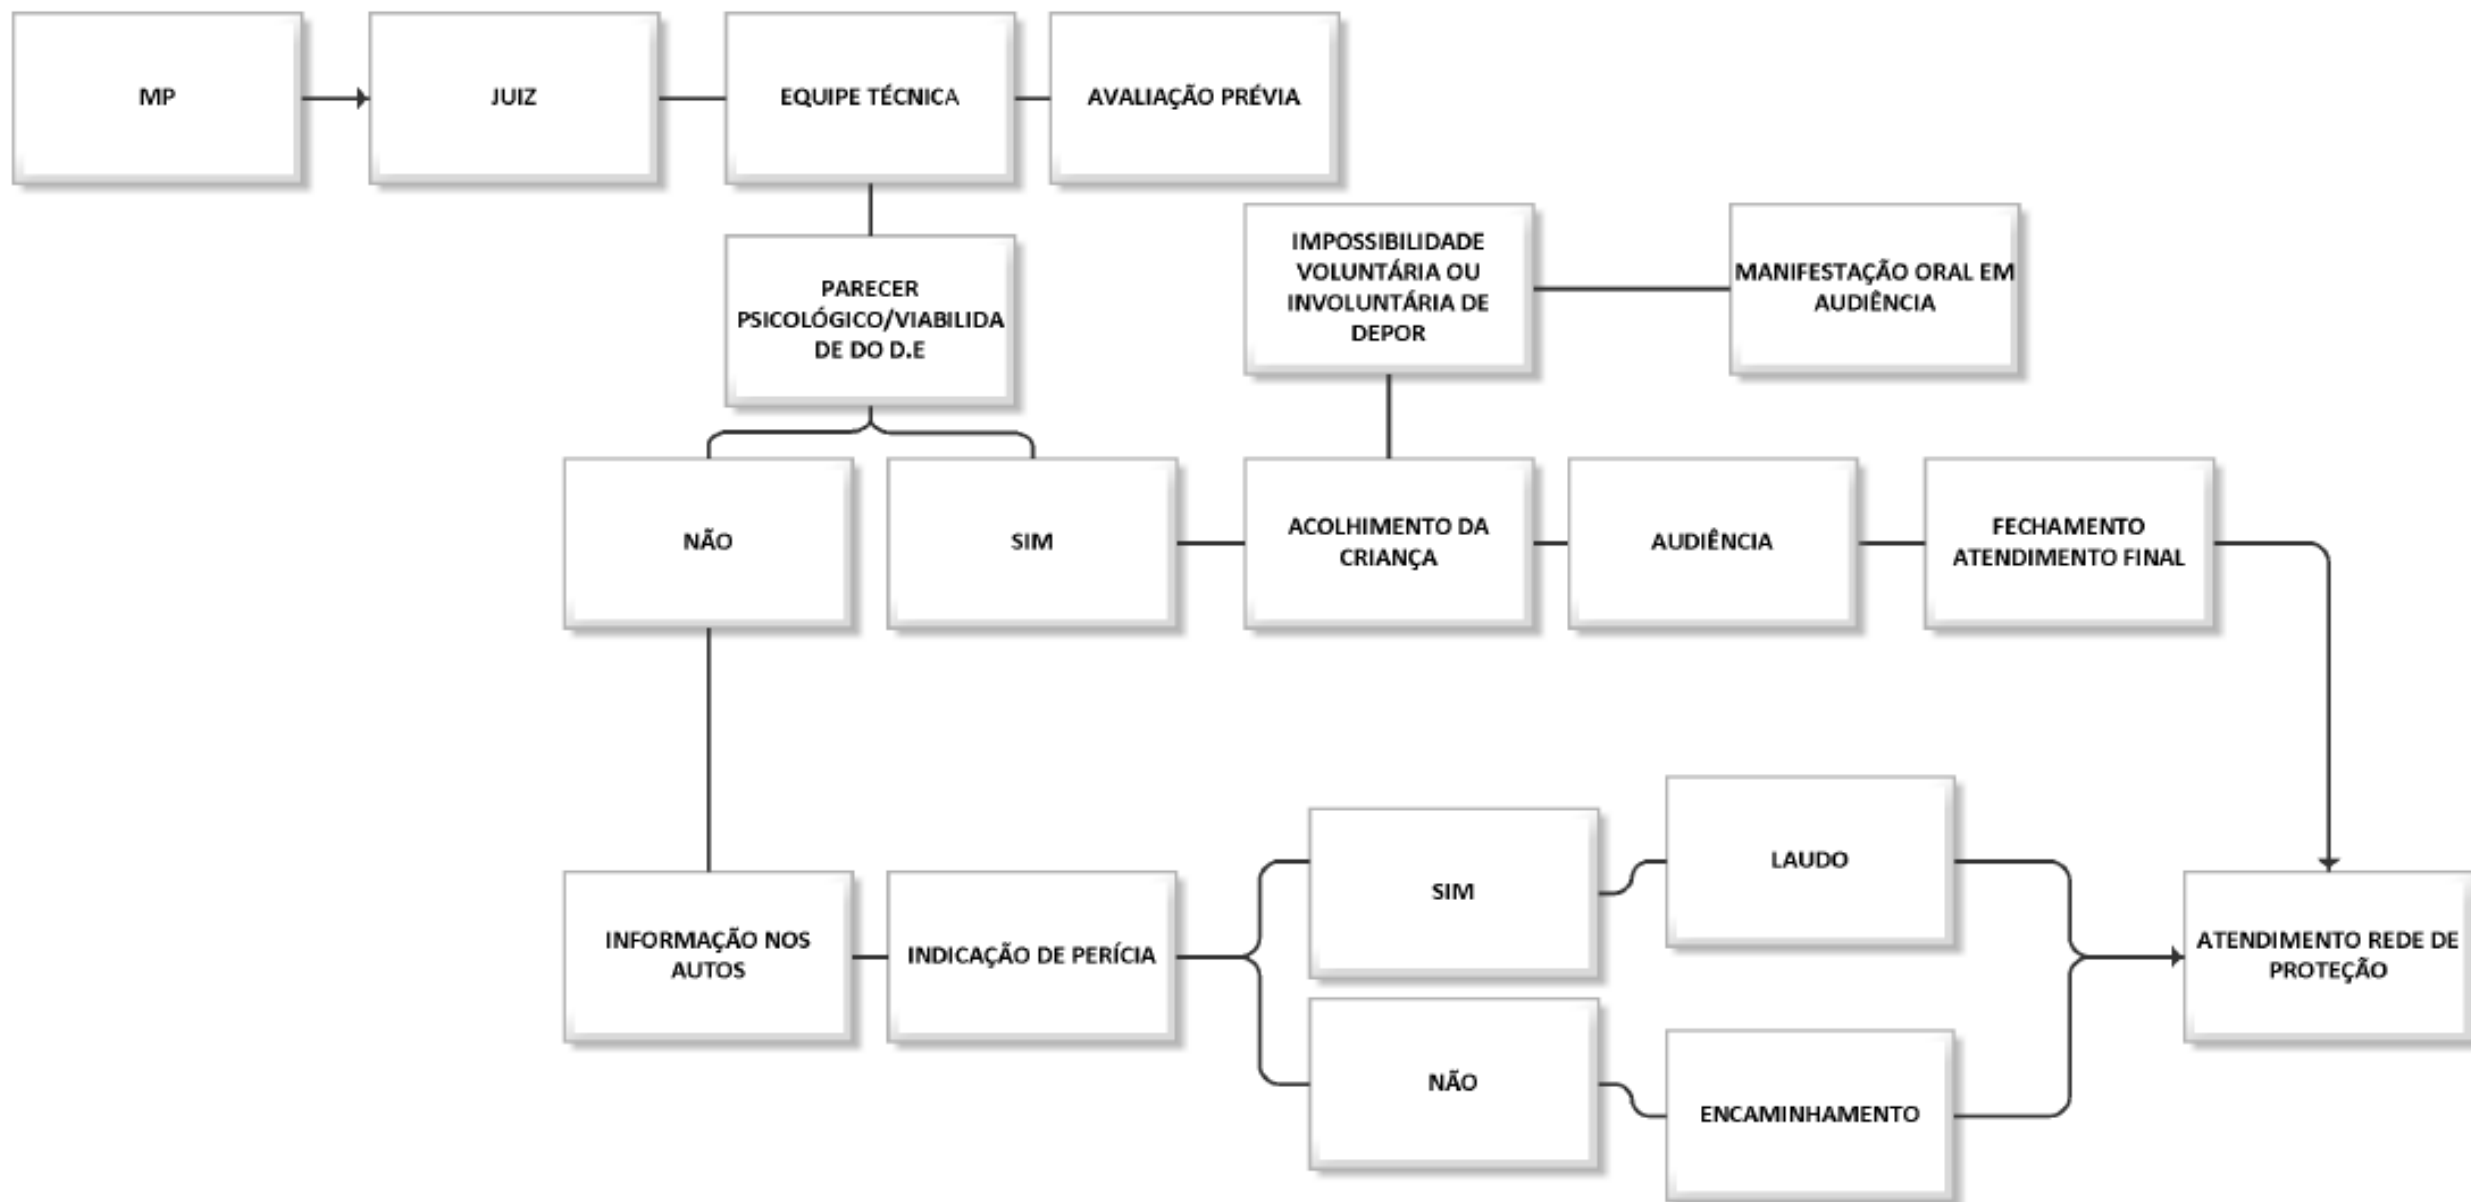 MP
JUIZ
EQUIPE TÉCNICA
AVALIAÇÃO PRÉVIA
PARECER
PSICOLÓGICO/VIABILIDA
DE DO D.E
IMPOSSIBILIDADE
VOLUNTÁRIA OU
INVOLUNTÁRIA DE
DEPOR
MANIFESTAÇÃO ORAL EM
AUDIÊNCIA
NÃO
SIM
ACOLHIMENTO DA
CRIANÇA
AUDIÊNCIA
FECHAMENTO
ATENDIMENTO FINAL
INFORMAÇÃO NOS
AUTOS
INDICAÇÃO DE PERÍCIA
SIM
LAUDO
NÃO
ENCAMINHAMENTO
ATENDIMENTO REDE DE
PROTEÇÃO